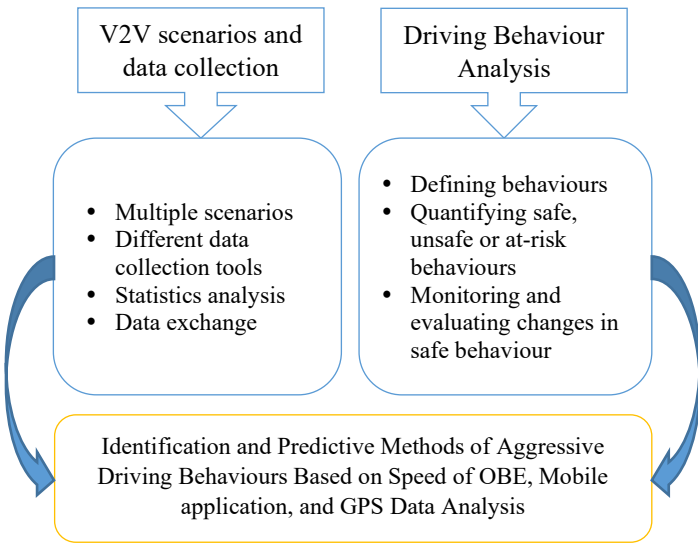 V2V scenarios and
data collection
Driving Behaviour
Analysis
• Multiple scenarios
• Different data
collection tools
• Statistics analysis
• Data exchange
• Defining behaviours
• Quantifying safe,
unsafe or at-risk
behaviours
• Monitoring and
evaluating changes in
safe behaviour
Identification and Predictive Methods of Aggressive
Driving Behaviours Based on Speed of OBE, Mobile
application, and GPS Data Analysis